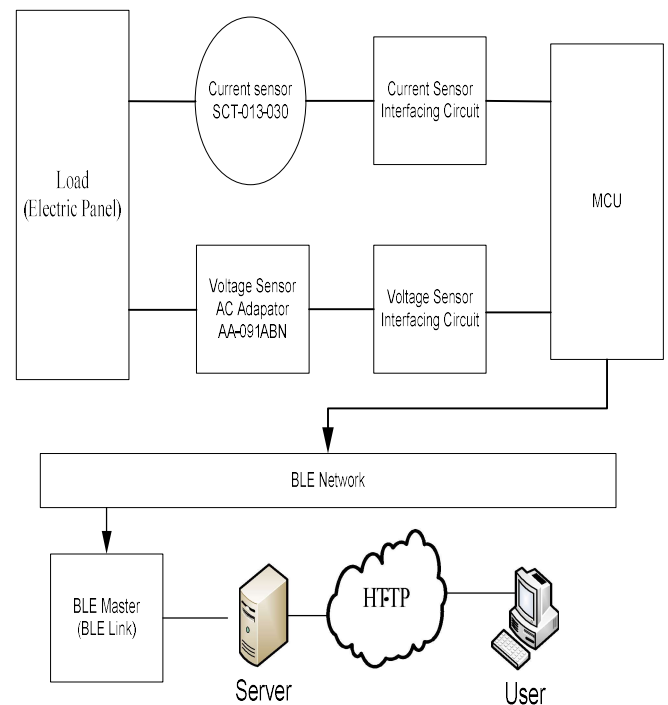 Current sensor
SCT-013-030
Current Sensor
Interfacing Circuit
Load
(Electric Panel)
MCU
Voltage Sensor
AC Adapator
AA-091ABN
Voltage Sensor
Interfacing Circuit
BLE Network
BLE Master
(BLE Link)
HTTP
Server
User